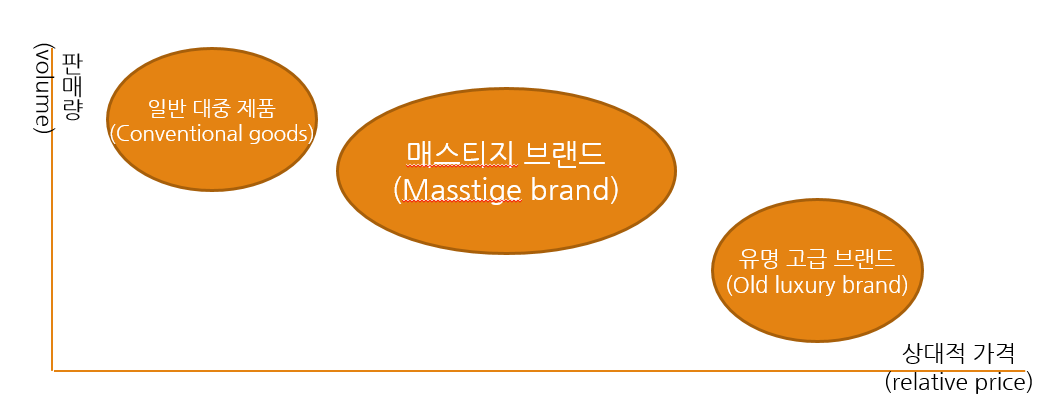 판매량
(volume)
일반 대중 제품
(Conventional goods)
매스티지 브랜드
(Masstige brand)
유명 고급 브랜드
(Old luxury brand)
상대적 가격
(relative price)